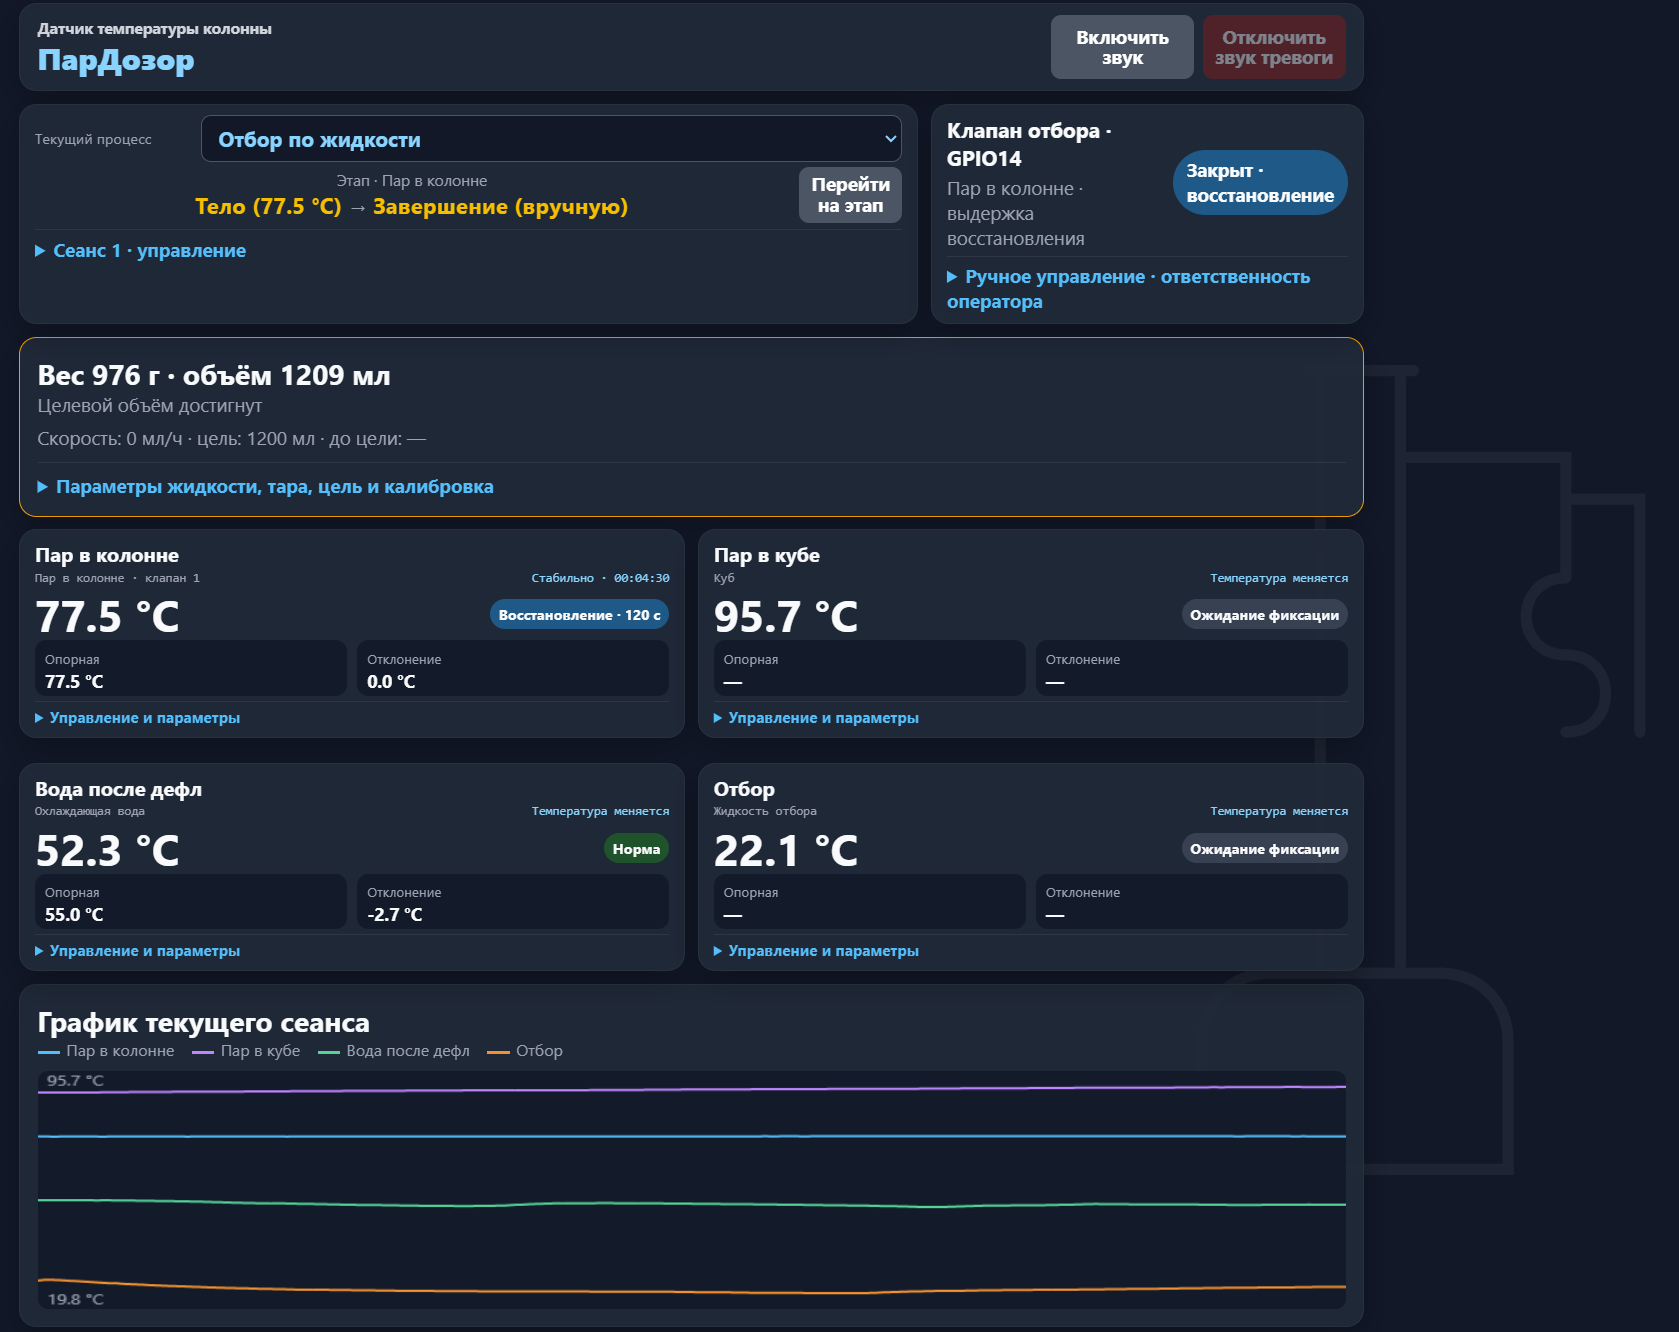 Датчик температуры колонны
ПарДозор
Включить
звук
Отключить
звук тревоги
Текущий процесс
Отбор по жидкости
Этап · Пар в колонне
Тело (77.5 °C) → Завершение (вручную)
Перейти
на этап
Сеанс 1 · управление
Клапан отбора ·
GPIO14
Пар в колонне ·
выдержка
восстановления
Закрыт ·
восстановление
Ручное управление · ответственность
оператора
Вес 976 г · объём 1209 мл
Целевой объём достигнут
Скорость: 0 мл/ч · цель: 1200 мл · до цели: —
Параметры жидкости, тара, цель и калибровка
Пар в колонне
Пар в колонне · клапан 1
Стабильно · 00:04:30
77.5 °C
Восстановление · 120 с
Опорная
77.5 °C
Отклонение
0.0 °C
Управление и параметры
Пар в кубе
Куб
Температура меняется
95.7 °C
Ожидание фиксации
Опорная
—
Отклонение
—
Управление и параметры
Вода после дефл
Охлаждающая вода
Температура меняется
52.3 °C
Норма
Опорная
55.0 °C
Отклонение
-2.7 °C
Управление и параметры
Отбор
Жидкость отбора
Температура меняется
22.1 °C
Ожидание фиксации
Опорная
—
Отклонение
—
Управление и параметры
График текущего сеанса
Пар в колонне
Пар в кубе
Вода после дефл
Отбор
95.7 °C
19.8 °C